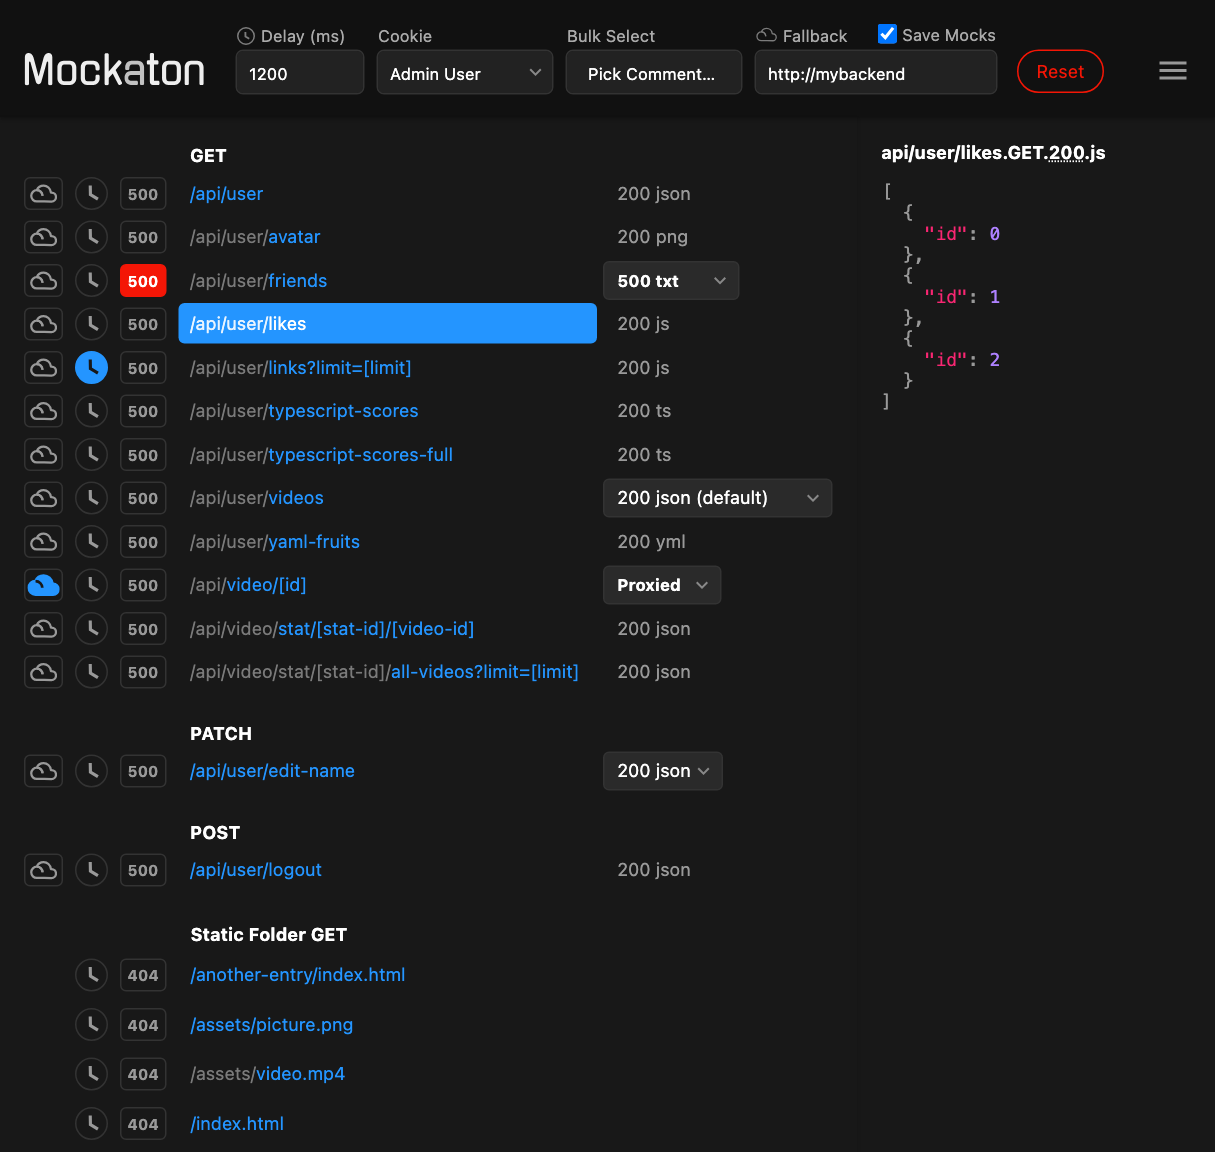 Mockaton
Delay (ms)
1200
Cookie
Admin User
Bulk Select
Pick Comment...
Fallback
http://mybackend
Save Mocks
Reset
GET
500 /api/user 200 json
500 /api/user/avatar 200 png
500 /api/user/friends 500 txt
500 /api/user/likes 200 js
500 /api/user/links?limit=[limit] 200 js
500 /api/user/typescript-scores 200 ts
500 /api/user/typescript-scores-full 200 ts
500 /api/user/videos 200 json (default)
500 /api/user/yaml-fruits 200 yml
500 /api/video/[id] Proxied
500 /api/video/stat/[stat-id]/[video-id] 200 json
500 /api/video/stat/[stat-id]/all-videos?limit=[limit] 200 json
PATCH
500 /api/user/edit-name 200 json
POST
500 /api/user/logout 200 json
Static Folder GET
404 /another-entry/index.html
404 /assets/picture.png
404 /assets/video.mp4
404 /index.html
api/user/likes.GET.200.js
[
{
"id": 0
},
{
"id": 1
},
{
"id": 2
}
]